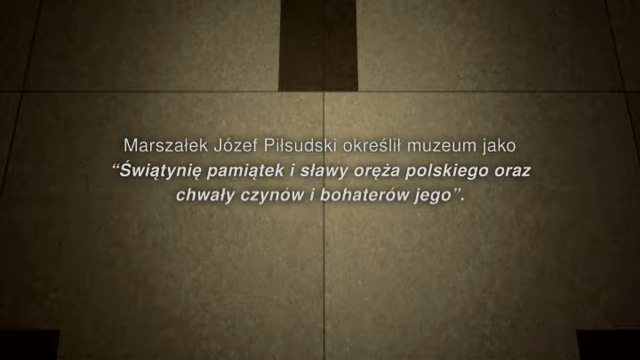 Marszałek Józef Piłsudski określił muzeum jako
“Świątynię pamiątek i sławy oręża polskiego oraz
chwały czynów i bohaterów jego”.